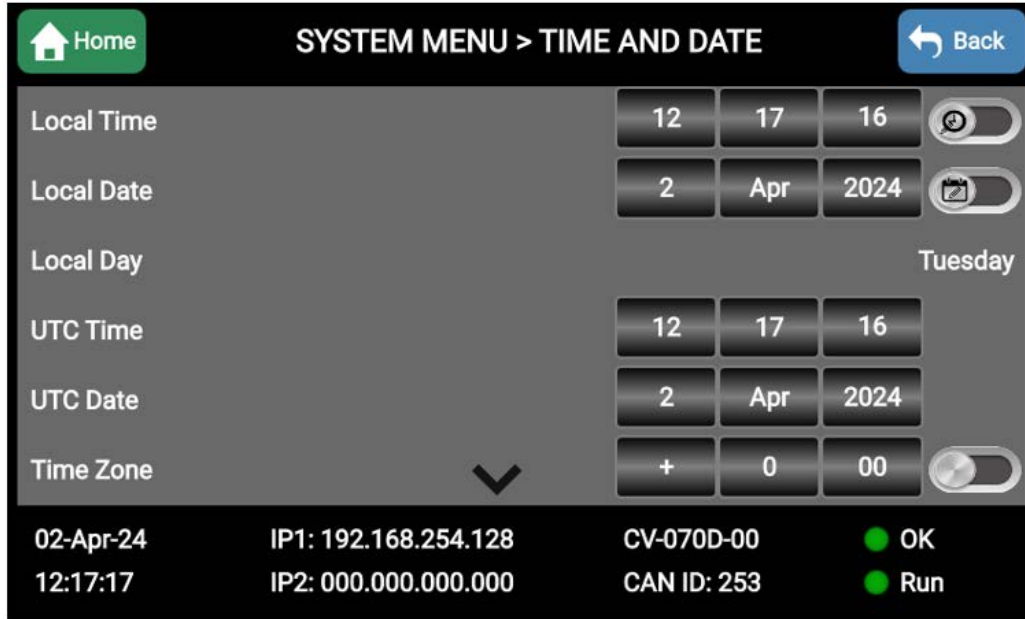 Home SYSTEM MENU > TIME AND DATE Back
Local Time 12 17 16
Local Date 2 Apr 2024
Local Day Tuesday
UTC Time 12 17 16
UTC Date 2 Apr 2024
Time Zone + 0 00
02-Apr-24 IP1: 192.168.254.128 CV-070D-00 OK
12:17:17 IP2: 000.000.000.000 CAN ID: 253 Run